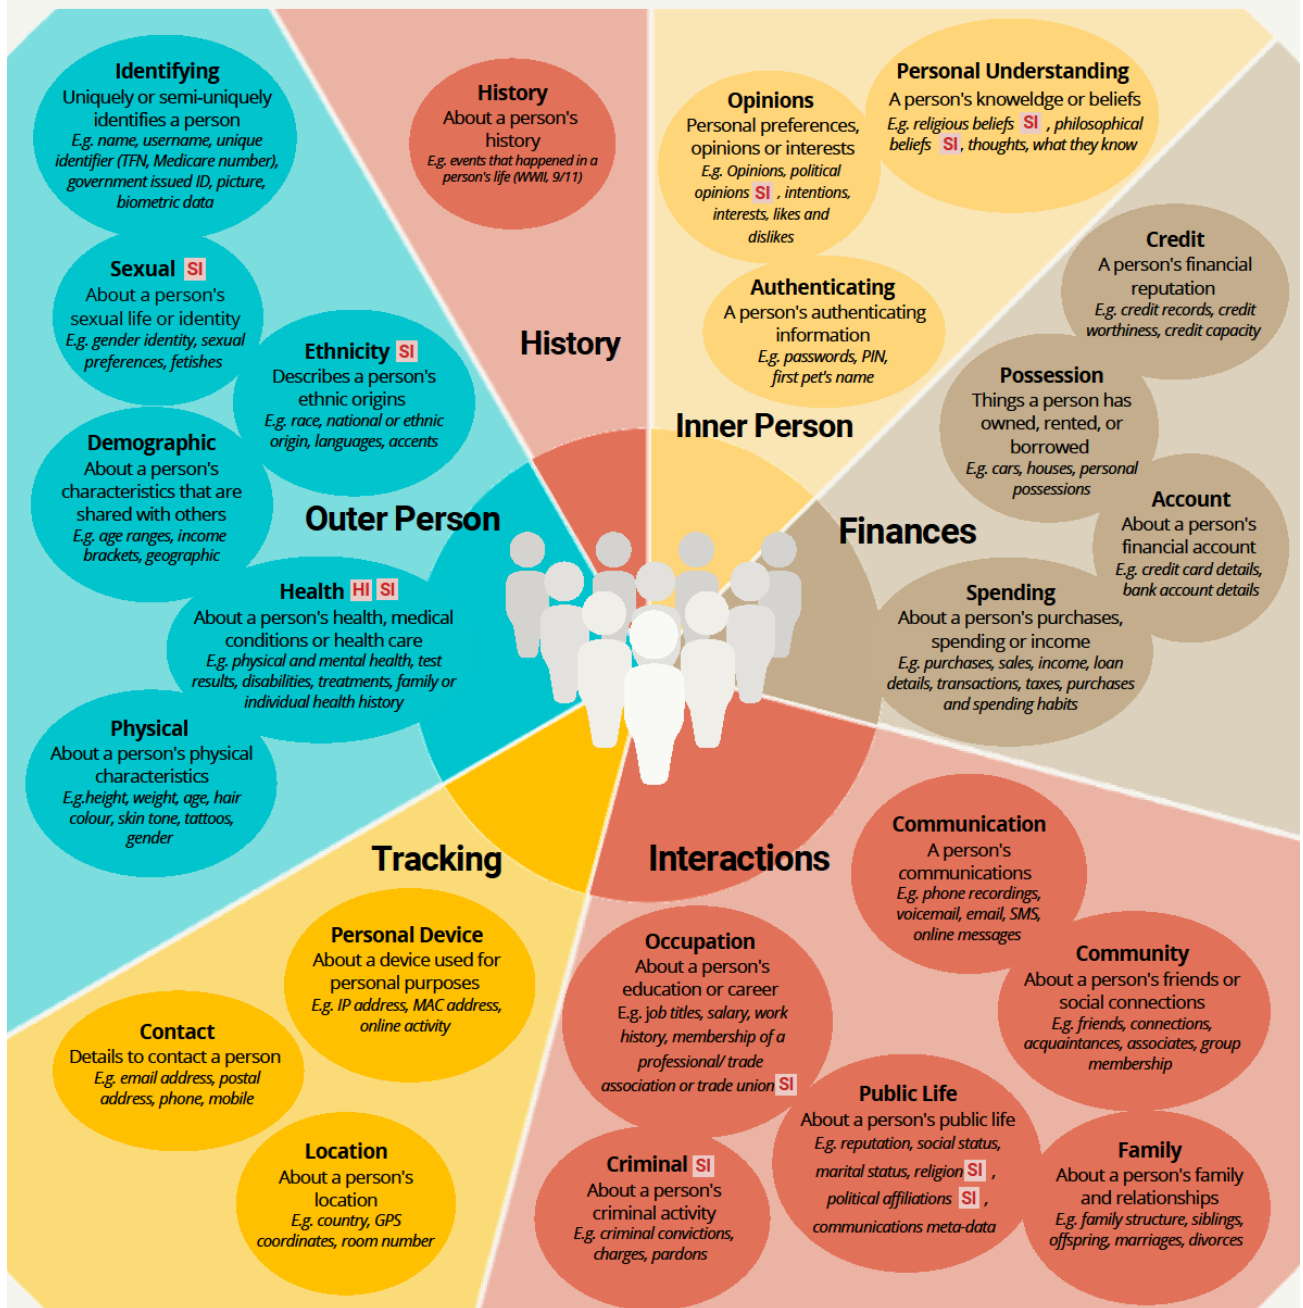 Identifying
Uniquely or semi-uniquely
identifies a person
E.g. name, username, unique
identifier (TFN, Medicare number),
government issued ID, picture,
biometric data
Sexual SI
About a person's
sexual life or identity
E.g. gender identity, sexual
preferences, fetishes
Ethnicity SI
Describes a person's
ethnic origins
E.g. race, national or ethnic
origin, languages, accents
Demographic
About a person's
characteristics that are
shared with others
E.g. age ranges, income
brackets, geographic
Outer Person
Health HI SI
About a person's health, medical
conditions or health care
E.g. physical and mental health, test
results, disabilities, treatments, family or
individual health history
Physical
About a person's physical
characteristics
E.g.height, weight, age, hair
colour, skin tone, tattoos,
gender
History
About a person's
history
E.g. events that happened in a
person's life (WWII, 9/11)
History
Opinions
Personal preferences,
opinions or interests
E.g. Opinions, political
opinions SI , intentions,
interests, likes and
dislikes
Personal Understanding
A person's knoweldge or beliefs
E.g. religious beliefs SI , philosophical
beliefs SI , thoughts, what they know
Authenticating
A person's authenticating
information
E.g. passwords, PIN,
first pet's name
Inner Person
Credit
A person's financial
reputation
E.g. credit records, credit
worthiness, credit capacity
Possession
Things a person has
owned, rented, or
borrowed
E.g. cars, houses, personal
possessions
Account
About a person's
financial account
E.g. credit card details,
bank account details
Finances
Spending
About a person's purchases,
spending or income
E.g. purchases, sales, income, loan
details, transactions, taxes, purchases
and spending habits
Tracking
Personal Device
About a device used for
personal purposes
E.g. IP address, MAC address,
online activity
Contact
Details to contact a person
E.g. email address, postal
address, phone, mobile
Location
About a person's
location
E.g. country, GPS
coordinates, room number
Interactions
Communication
A person's
communications
E.g. phone recordings,
voicemail, email, SMS,
online messages
Occupation
About a person's
education or career
E.g. job titles, salary, work
history, membership of a
professional/ trade
association or trade union SI
Community
About a person's friends or
social connections
E.g. friends, connections,
acquaintances, associates, group
membership
Public Life
About a person's public life
E.g. reputation, social status,
marital status, religion SI ,
political affiliations SI ,
communications meta-data
Criminal SI
About a person's
criminal activity
E.g. criminal convictions,
charges, pardons
Family
About a person's family
and relationships
E.g. family structure, siblings,
offspring, marriages, divorces